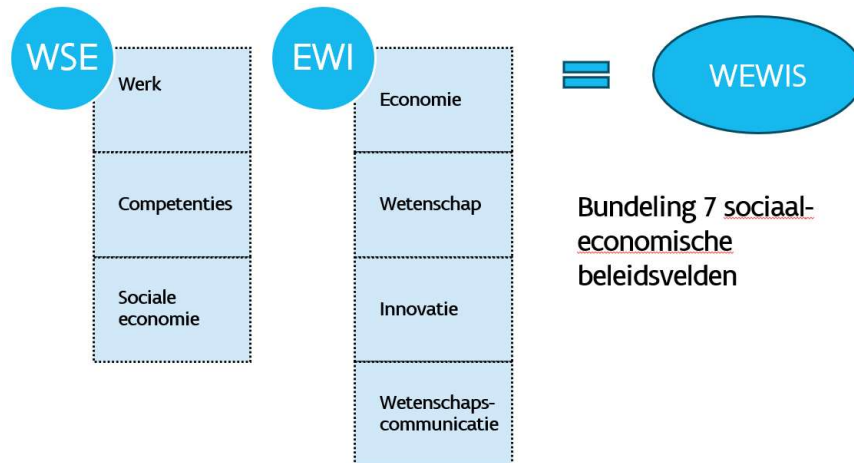 WSE
Werk
Competenties
Sociale
economie
EWI
Economie
Wetenschap
Innovatie
Wetenschaps-
communicatie
=
WEWIS
Bundeling 7 sociaal-
economische
beleidsvelden